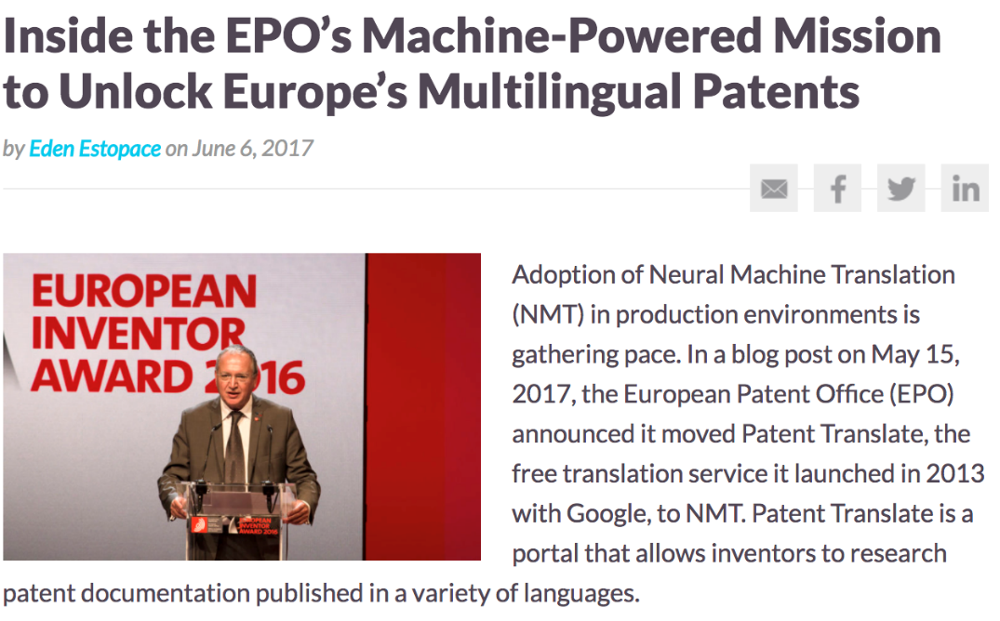 Inside the EPO’s Machine-Powered Mission
to Unlock Europe’s Multilingual Patents
by Eden Estopace on June 6, 2017
EUROPEAN
INVENTOR
AWARD 2016
EUROPEAN
INVENTOR
AWARD 2016
Adoption of Neural Machine Translation
(NMT) in production environments is
gathering pace. In a blog post on May 15,
2017, the European Patent Office (EPO)
announced it moved Patent Translate, the
free translation service it launched in 2013
with Google, to NMT. Patent Translate is a
portal that allows inventors to research
patent documentation published in a variety of languages.